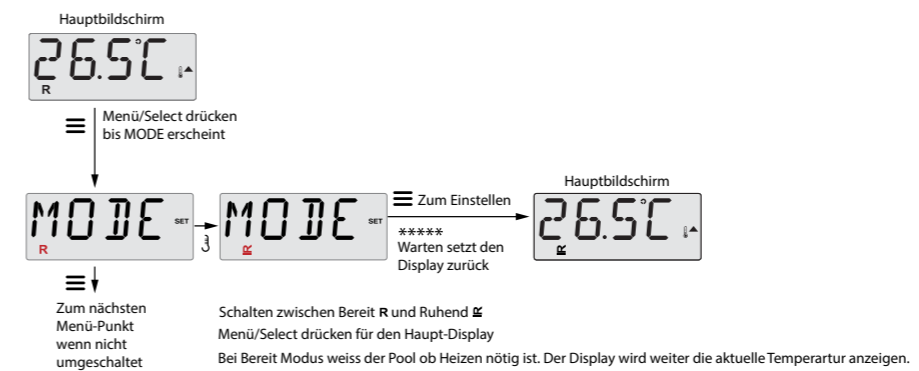 Hauptbildschirm
26.5°C
R
Menü/Select drücken
bis MODE erscheint
MODE SET
R
MODE SET
R
Zum Einstellen
*****
Warten setzt den
Display zurück
Hauptbildschirm
26.5°C
R
Zum nächsten
Menü-Punkt
wenn nicht
umgeschaltet
Schalten zwischen Bereit R und Ruhend R
Menü/Select drücken für den Haupt-Display
Bei Bereit Modus weiss der Pool ob Heizen nötig ist. Der Display wird weiter die aktuelle Temperartur anzeigen.